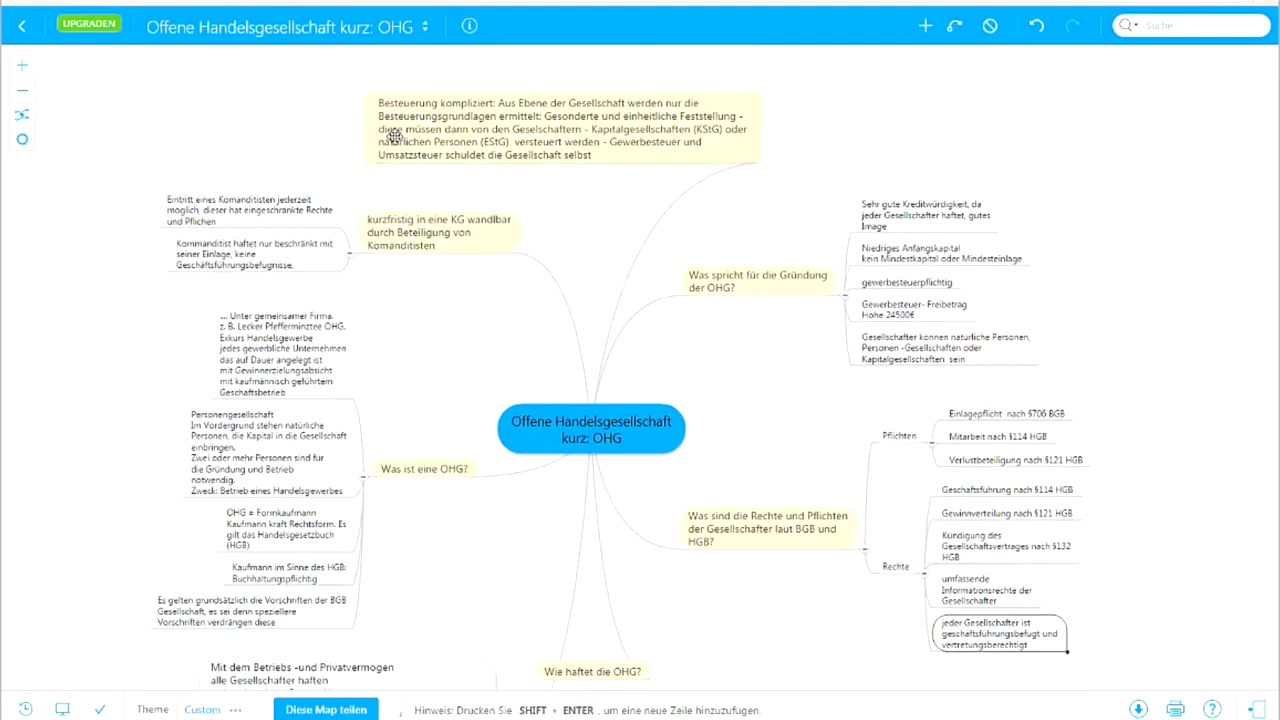 UPGRADEN
Offene Handelsgesellschaft kurz: OHG
Suche
Besteuerung kompliziert: Aus Ebene der Gesellschaft werden nur die
Besteuerungsgrundlagen ermittelt: Gesonderte und einheitliche Feststellung -
diese müssen dann von den Geselschaftern - Kapitalgesellschaften (KStG) oder
natürlichen Personen (EStG) versteuert werden - Gewerbesteuer und
Umsatzsteuer schuldet die Gesellschaft selbst
Eintritt eines Komanditisten jederzeit
möglich, dieser hat eingeschränkte Rechte
und Pflichen
Kommanditist haftet nur beschränkt mit
seiner Einlage, keine
Geschäftsführungsbefugnisse.
kurzfristig in eine KG wandlbar
durch Beteiligung von
Komanditisten
Was spricht für die Gründung
der OHG?
Sehr gute Kreditwürdigkeit, da
jeder Gesellschafter haftet, gutes
Image
Niedriges Anfangskapital
kein Mindestkapital oder Mindesteinlage
gewerbesteuerpflichtig
Gewerbesteuer- Freibetrag
Höhe 24500€
Gesellschafter können natürliche Personen,
Personen -Gesellschaften oder
Kapitalgesellschaften sein
.... Unter gemeinsamer Firma.
z. B. Lecker Pfefferminztee OHG.
Exkurs Handelsgewerbe
jedes gewerbliche Unternehmen
das auf Dauer angelegt ist
mit Gewinnerzielungsabsicht
mit kaufmännisch geführtem
Geschäftsbetrieb
Personengesellschaft
Im Vordergrund stehen natürliche
Personen, die Kapital in die Gesellschaft
einbringen.
Zwei oder mehr Personen sind für
die Gründung und Betrieb
notwendig.
Zweck: Betrieb eines Handelsgewerbes
OHG = Formkaufmann
Kaufmann kraft Rechtsform. Es
gilt das Handelsgesetzbuch
(HGB)
Kaufmann im Sinne des HGB:
Buchhaltungspflichtig
Es gelten grundsätzlich die Vorschriften der BGB
Gesellschaft, es sei denn speziellere
Vorschriften verdrängen diese
Was ist eine OHG?
Offene Handelsgesellschaft
kurz: OHG
Was sind die Rechte und Pflichten
der Gesellschafter laut BGB und
HGB?
Pflichten
Einlagepflicht nach §706 BGB
Mitarbeit nach §114 HGB
Verlustbeteiligung nach §121 HGB
Rechte
Geschäftsführung nach §114 HGB
Gewinnverteilung nach §121 HGB
Kündigung des
Gesellschaftsvertrages nach §132
HGB
umfassende
Informationsrechte der
Gesellschafter
jeder Gesellschafter ist
geschäftsführungsbefugt und
vertretungsberechtigt
Mit dem Betriebs -und Privatvermögen
alle Gesellschafter haften
Wie haftet die OHG?
Theme
Custom
Diese Map teilen
Hinweis: Drücken Sie SHIFT + ENTER , um eine neue Zeile hinzuzufügen.